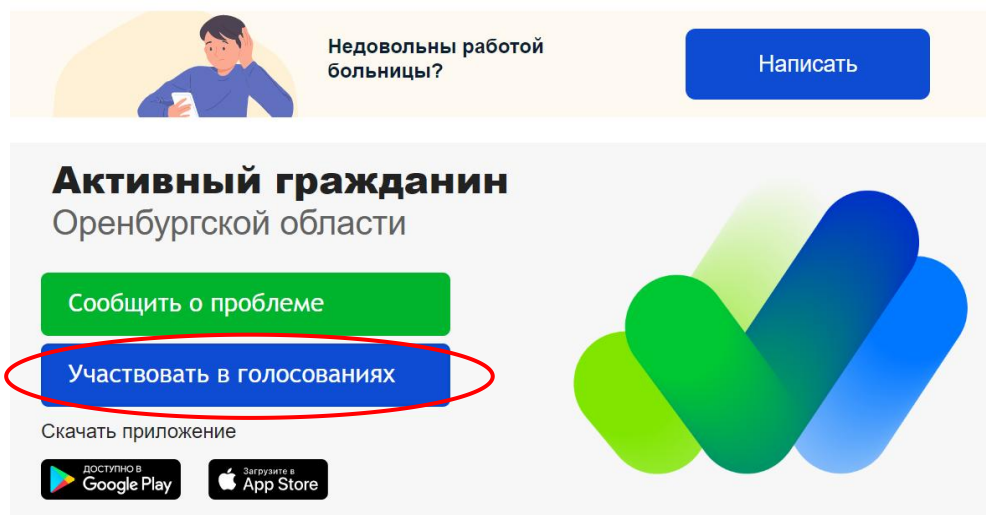 Недовольны работой
больницы?
Написать
Активный гражданин
Оренбургской области
Сообщить о проблеме
Участвовать в голосованиях
Скачать приложение
ДОСТУПНО В
Google Play
Загрузите в
App Store